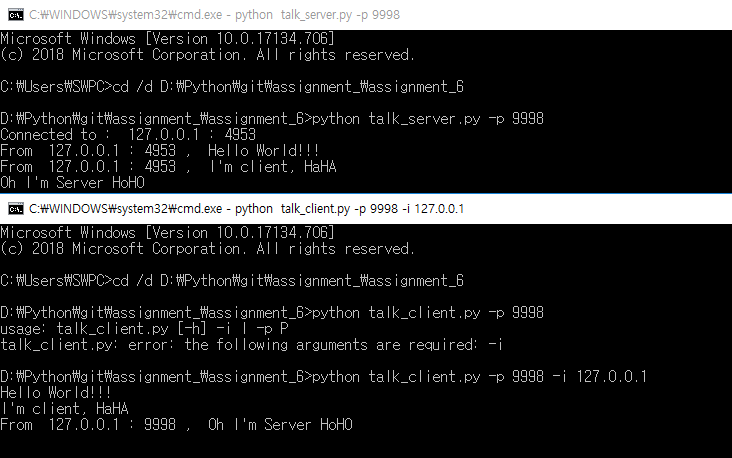 C:₩WINDOWS₩system32₩cmd.exe - python  talk_server.py -p 9998
Microsoft Windows [Version 10.0.17134.706]
(c) 2018 Microsoft Corporation. All rights reserved.
C:₩Users₩SWPC>cd /d D:₩Python₩git₩assignment_₩assignment_6
D:₩Python₩git₩assignment_₩assignment_6>python talk_server.py -p 9998
Connected to :  127.0.0.1 : 4953
From  127.0.0.1 : 4953 ,  Hello World!!!
From  127.0.0.1 : 4953 ,  I'm client, HaHA
Oh I'm Server HoHO
C:₩WINDOWS₩system32₩cmd.exe - python  talk_client.py -p 9998 -i 127.0.0.1
Microsoft Windows [Version 10.0.17134.706]
(c) 2018 Microsoft Corporation. All rights reserved.
C:₩Users₩SWPC>cd /d D:₩Python₩git₩assignment_₩assignment_6
D:₩Python₩git₩assignment_₩assignment_6>python talk_client.py -p 9998
usage: talk_client.py [-h] -i I -p P
talk_client.py: error: the following arguments are required: -i
D:₩Python₩git₩assignment_₩assignment_6>python talk_client.py -p 9998 -i 127.0.0.1
Hello World!!!
I'm client, HaHA
From  127.0.0.1 : 9998 ,  Oh I'm Server HoHO